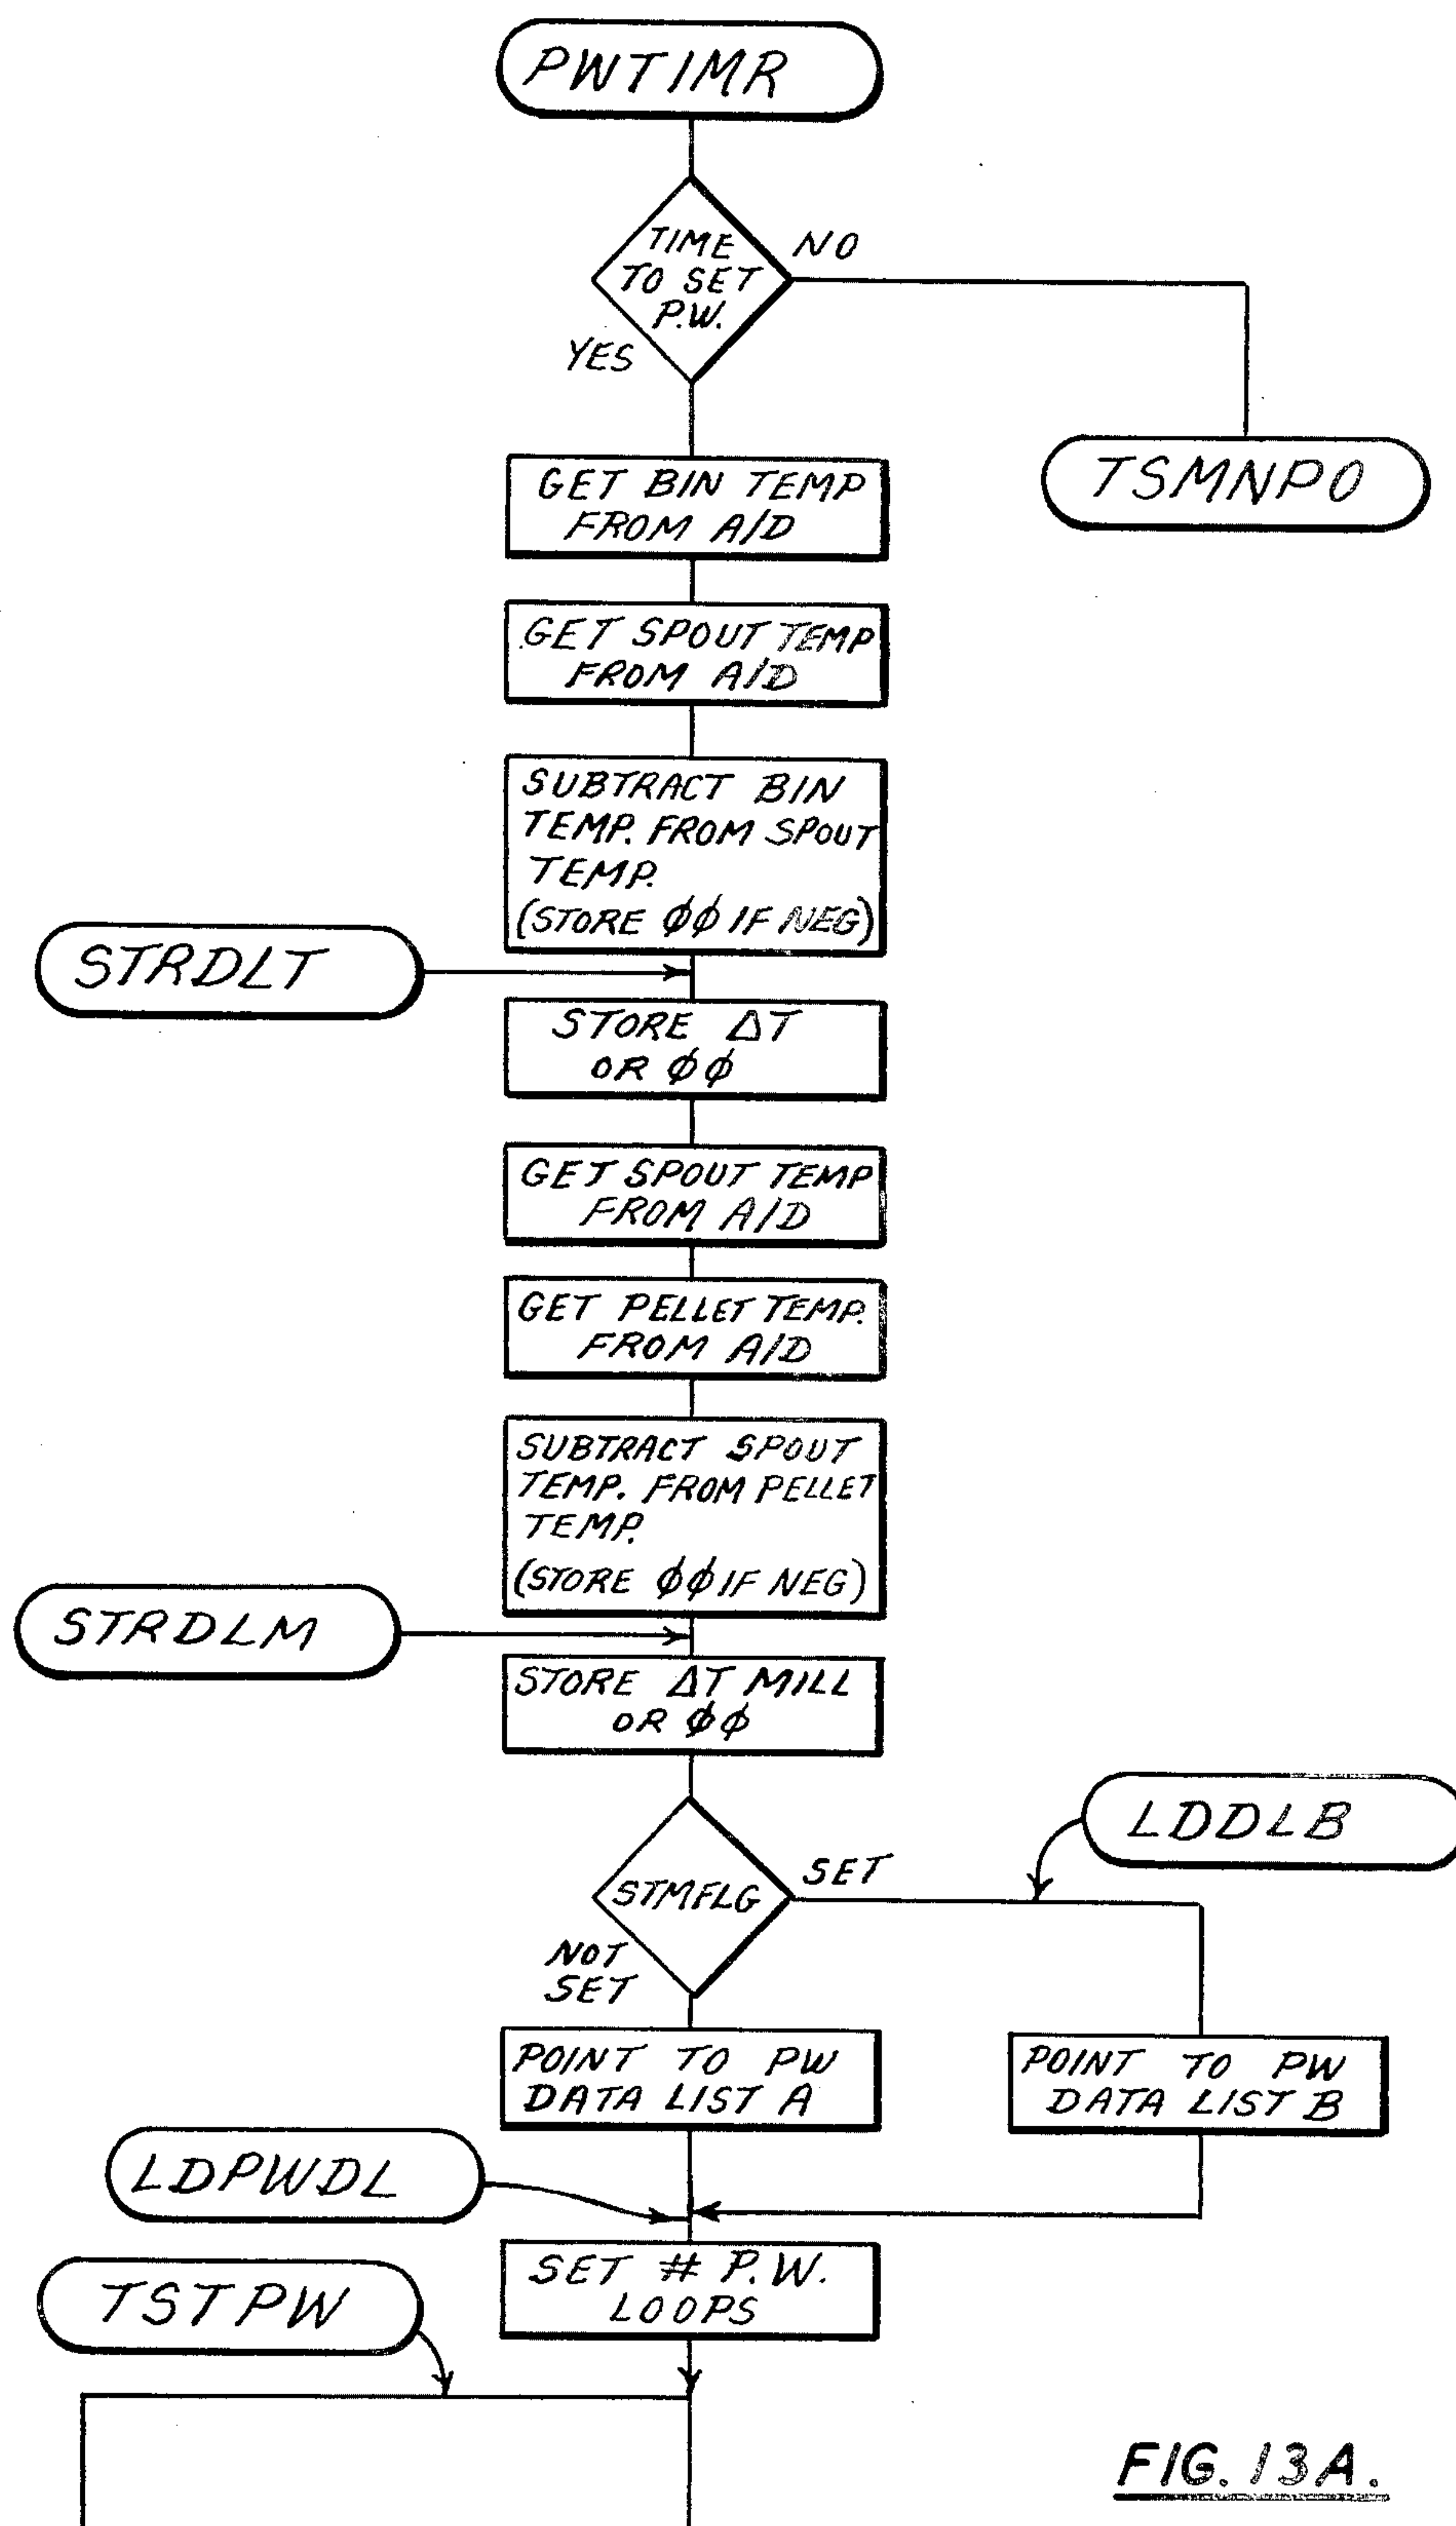 PWTIMR
TIME
TO SET
P.W.
NO
YES
TSMNPO
GET BIN TEMP
FROM A/D
GET SPOUT TEMP
FROM A/D
SUBTRACT BIN
TEMP. FROM SPOUT
TEMP.
(STORE ØØ IF NEG)
STRDLT
STORE ΔT
OR ØØ
GET SPOUT TEMP
FROM A/D
GET PELLET TEMP.
FROM A/D
SUBTRACT SPOUT
TEMP. FROM PELLET
TEMP.
(STORE ØØ IF NEG)
STRDLM
STORE ΔT MILL
OR ØØ
LDDLB
STMFLG
SET
NOT
SET
POINT TO PW
DATA LIST A
POINT TO PW
DATA LIST B
LDPWDL
SET # P.W.
LOOPS
TSTPW
FIG. 13A.